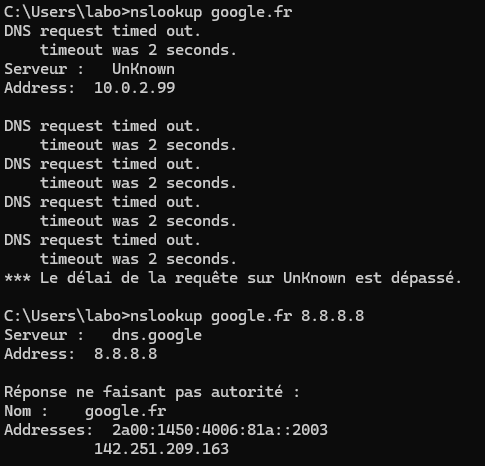 C:\Users\labo>nslookup google.fr
DNS request timed out.
    timeout was 2 seconds.
Serveur :   UnKnown
Address:  10.0.2.99

DNS request timed out.
    timeout was 2 seconds.
DNS request timed out.
    timeout was 2 seconds.
DNS request timed out.
    timeout was 2 seconds.
DNS request timed out.
    timeout was 2 seconds.
*** Le délai de la requête sur UnKnown est dépassé.

C:\Users\labo>nslookup google.fr 8.8.8.8
Serveur :   dns.google
Address:  8.8.8.8

Réponse ne faisant pas autorité :
Nom :    google.fr
Addresses:  2a00:1450:4006:81a::2003
          142.251.209.163